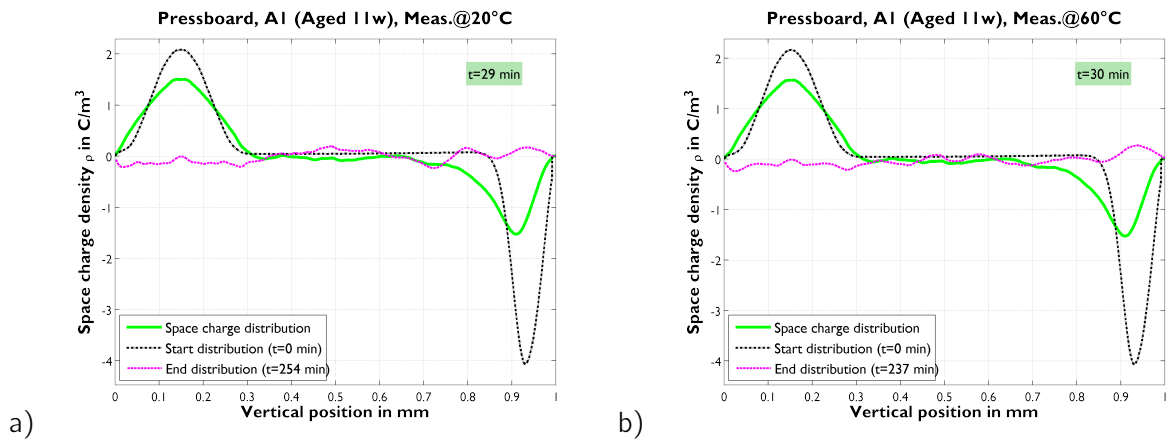 Pressboard, A1 (Aged 11w), Meas.@20°C
t=29 min
Space charge density ρ in C/m³
2
1
0
-1
-2
-3
-4
Space charge distribution
Start distribution (t=0 min)
End distribution (t=254 min)
0 0.1 0.2 0.3 0.4 0.5 0.6 0.7 0.8 0.9 1
Vertical position in mm
a)
Pressboard, A1 (Aged 11w), Meas.@60°C
t=30 min
Space charge density ρ in C/m³
2
1
0
-1
-2
-3
-4
Space charge distribution
Start distribution (t=0 min)
End distribution (t=237 min)
0 0.1 0.2 0.3 0.4 0.5 0.6 0.7 0.8 0.9 1
Vertical position in mm
b)